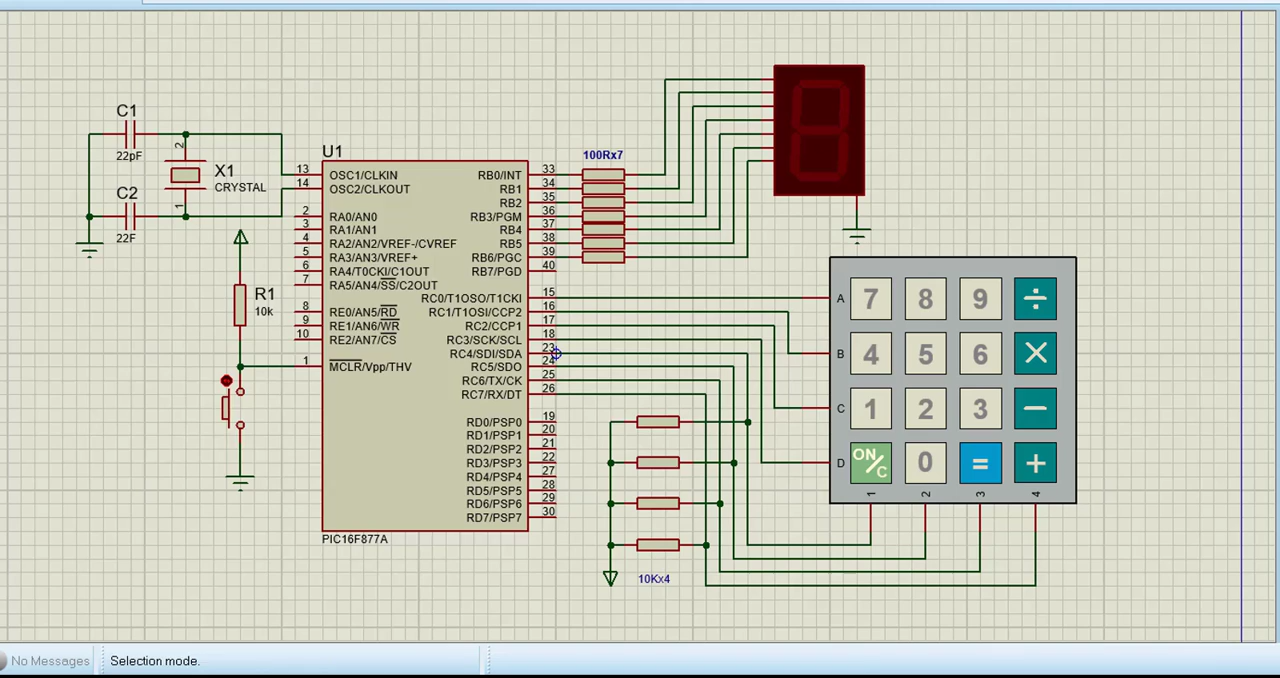 C1
22pF
2
X1
CRYSTAL
1
C2
22F
R1
10k
U1
13 OSC1/CLKIN
14 OSC2/CLKOUT
2 RA0/AN0
3 RA1/AN1
4 RA2/AN2/VREF-/CVREF
5 RA3/AN3/VREF+
6 RA4/T0CKI/C1OUT
7 RA5/AN4/SS/C2OUT
8 RE0/AN5/RD
9 RE1/AN6/WR
10 RE2/AN7/CS
1 MCLR/Vpp/THV
RB0/INT 33
RB1 34
RB2 35
RB3/PGM 36
RB4 37
RB5 38
RB6/PGC 39
RB7/PGD 40
RC0/T1OSO/T1CKI 15
RC1/T1OSI/CCP2 16
RC2/CCP1 17
RC3/SCK/SCL 18
RC4/SDI/SDA 23
RC5/SDO 24
RC6/TX/CK 25
RC7/RX/DT 26
RD0/PSP0 19
RD1/PSP1 20
RD2/PSP2 21
RD3/PSP3 22
RD4/PSP4 27
RD5/PSP5 28
RD6/PSP6 29
RD7/PSP7 30
PIC16F877A
100Rx7
10Kx4
A 7 8 9 ÷
B 4 5 6 ×
C 1 2 3 −
D ON/C 0 = +
1 2 3 4
No Messages
Selection mode.